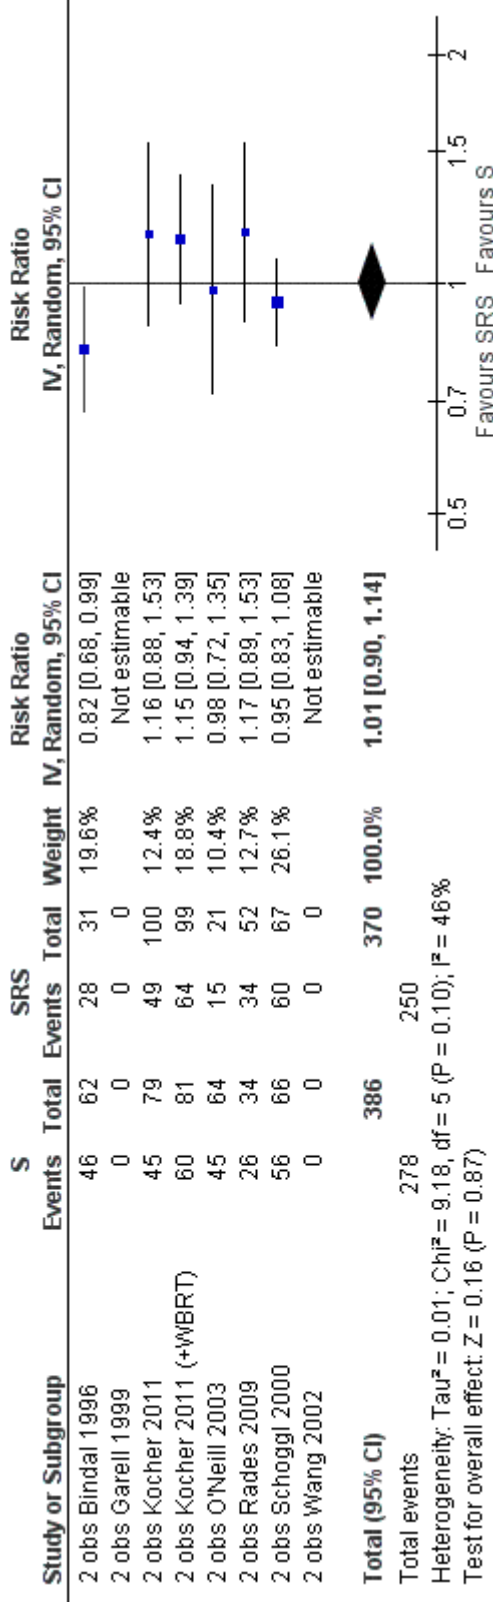 S SRS Risk Ratio Risk Ratio
Study or Subgroup Events Total Events Total Weight IV, Random, 95% CI IV, Random, 95% CI
2 obs Bindal 1996 46 62 28 31 19.6% 0.82 [0.68, 0.99]
2 obs Garell 1999 0 0 0 0 Not estimable
2 obs Kocher 2011 45 79 49 100 12.4% 1.16 [0.88, 1.53]
2 obs Kocher 2011 (+WBRT) 60 81 64 99 18.8% 1.15 [0.94, 1.39]
2 obs O'Neill 2003 45 64 15 21 10.4% 0.98 [0.72, 1.35]
2 obs Rades 2009 26 34 34 52 12.7% 1.17 [0.89, 1.53]
2 obs Schoggl 2000 56 66 60 67 26.1% 0.95 [0.83, 1.08]
2 obs Wang 2002 0 0 0 0 Not estimable
Total (95% CI) 386 370 100.0% 1.01 [0.90, 1.14]
Total events 278 250
Heterogeneity: Tau² = 0.01; Chi² = 9.18, df = 5 (P = 0.10); I² = 46%
Test for overall effect: Z = 0.16 (P = 0.87)
0.5 0.7 1 1.5 2
Favours SRS Favours S